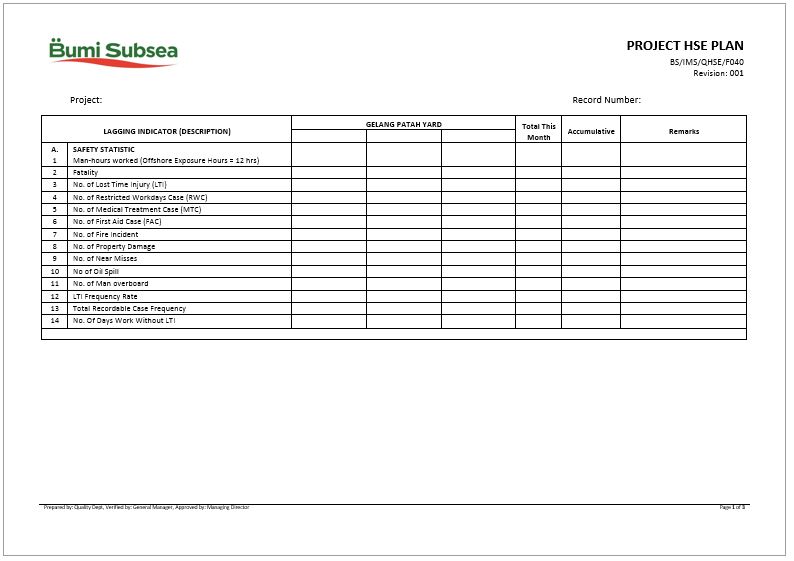 Bumi Subsea
PROJECT HSE PLAN
BS/IMS/QHSE/F040
Revision: 001
Project: Record Number:
LAGGING INDICATOR (DESCRIPTION) GELANG PATAH YARD Total This Month Accumulative Remarks
A. SAFETY STATISTIC
1 Man-hours worked (Offshore Exposure Hours = 12 hrs)
2 Fatality
3 No. of Lost Time Injury (LTI)
4 No. of Restricted Workdays Case (RWC)
5 No. of Medical Treatment Case (MTC)
6 No. of First Aid Case (FAC)
7 No. of Fire Incident
8 No. of Property Damage
9 No. of Near Misses
10 No of Oil Spill
11 No. of Man overboard
12 LTI Frequency Rate
13 Total Recordable Case Frequency
14 No. Of Days Work Without LTI
Prepared by: Quality Dept, Verified by: General Manager, Approved by: Managing Director Page 1 of 3